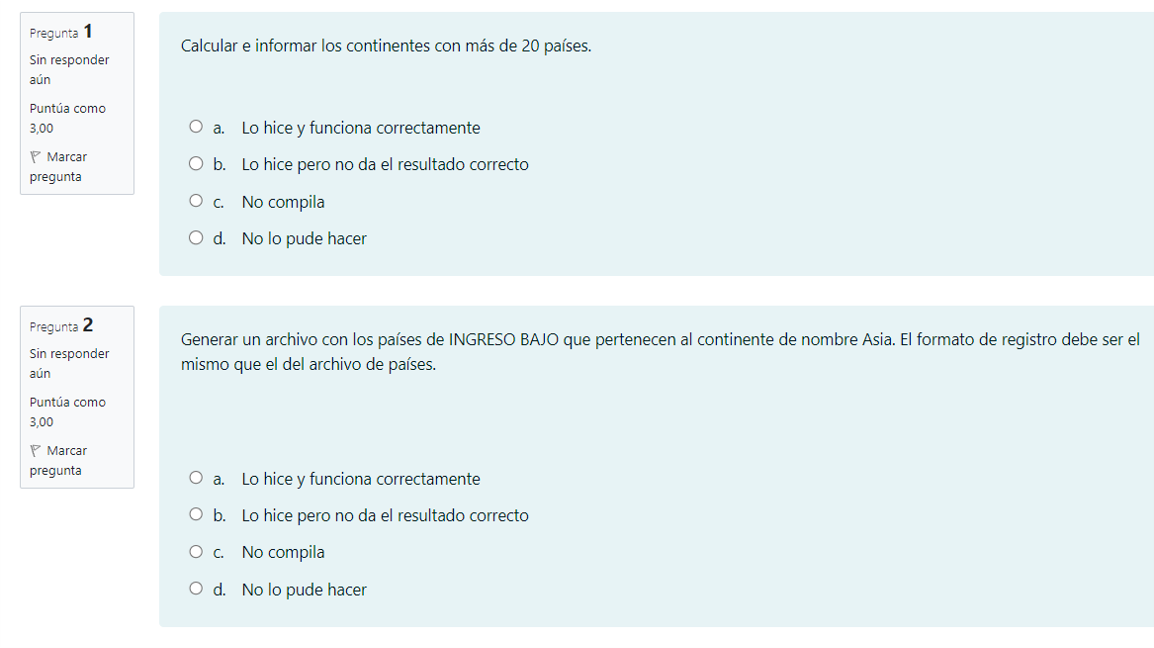 Pregunta 1
Sin responder
aún
Puntúa como
3,00
Marcar
pregunta
Calcular e informar los continentes con más de 20 países.
a. Lo hice y funciona correctamente
b. Lo hice pero no da el resultado correcto
c. No compila
d. No lo pude hacer
Pregunta 2
Sin responder
aún
Puntúa como
3,00
Marcar
pregunta
Generar un archivo con los países de INGRESO BAJO que pertenecen al continente de nombre Asia. El formato de registro debe ser el
mismo que el del archivo de países.
a. Lo hice y funciona correctamente
b. Lo hice pero no da el resultado correcto
c. No compila
d. No lo pude hacer